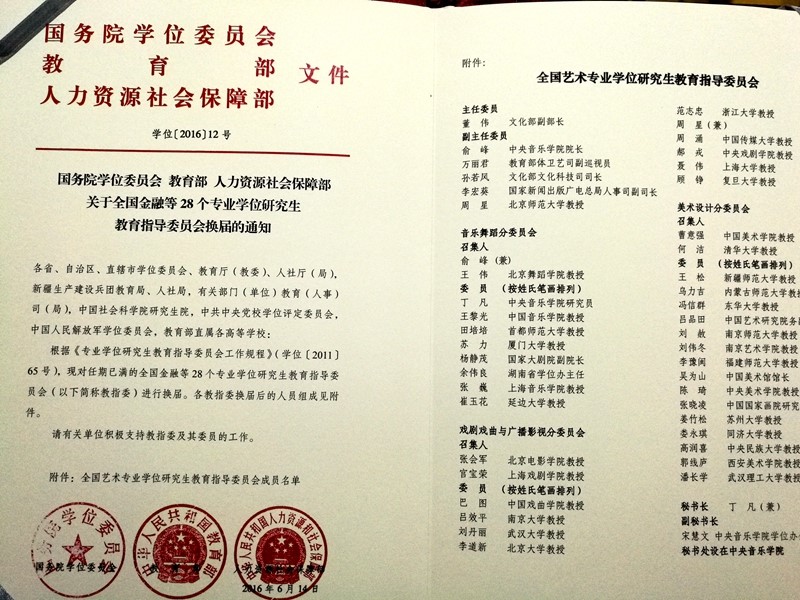 国务院学位委员会
教育部
人力资源社会保障部
文件
学位〔2016〕12号
国务院学位委员会 教育部 人力资源社会保障部
关于全国金融等28个专业学位研究生
教育指导委员会换届的通知
各省、自治区、直辖市学位委员会、教育厅（教委）、人社厅（局），
新疆生产建设兵团教育局、人社局，有关部门（单位）教育（人事）
司（局），中国社会科学院研究生院，中共中央党校学位评定委员会，
中国人民解放军学位委员会，教育部直属各高等学校：
根据《专业学位研究生教育指导委员会工作规程》（学位〔2011〕
65号），现对任期已满的全国金融等28个专业学位研究生教育指导委
员会（以下简称教指委）进行换届。各教指委换届后的人员组成见附
件。
请有关单位积极支持教指委及其委员的工作。
附件：全国艺术专业学位研究生教育指导委员会成员名单
国务院学位委员会
2016年6月14日
附件：
全国艺术专业学位研究生教育指导委员会
主任委员
董 伟 文化部副部长
副主任委员
俞 峰 中央音乐学院院长
万丽君 教育部体卫艺司副巡视员
孙若风 文化部文化科技司司长
李宏葵 国家新闻出版广电总局人事司副司长
周 星 北京师范大学教授
音乐舞蹈分委员会
召集人
俞 峰（兼）
王 伟 北京舞蹈学院教授
委 员 （按姓氏笔画排列）
丁 凡 中央音乐学院研究员
王黎光 中国音乐学院教授
田培培 首都师范大学教授
苏 力 厦门大学教授
杨静茂 国家大剧院副院长
余伟良 湖南省学位办主任
张 巍 上海音乐学院教授
崔玉花 延边大学教授
戏剧戏曲与广播影视分委员会
召集人
张会军 北京电影学院教授
官宝荣 上海戏剧学院教授
委 员 （按姓氏笔画排列）
巴 图 中国戏曲学院教授
吕效平 南京大学教授
刘丹丽 武汉大学教授
李道新 北京大学教授
范志忠 浙江大学教授
周 星（兼）
周 涌 中国传媒大学教授
郝 戎 中央戏剧学院教授
聂 伟 上海大学教授
顾 铮 复旦大学教授
美术设计分委员会
召集人
曹意强 中国美术学院教授
何 洁 清华大学教授
委 员 （按姓氏笔画排列）
王 松 新疆师范大学教授
乌力吉 内蒙古师范大学教授
冯信群 东华大学教授
吕品田 中国艺术研究院
刘 赦 南京师范大学教授
刘伟冬 南京艺术学院教授
李豫闽 福建师范大学教授
吴为山 中国美术馆馆长
陈 琦 中央美术学院教授
张晓凌 中国国家画院研究
姜竹松 苏州大学教授
娄永琪 同济大学教授
高润喜 中央民族大学教授
郭线庐 西安美术学院教授
潘长学 武汉理工大学教授
秘书长 丁 凡（兼）
副秘书长
宋慧文 中央音乐学院学位办
秘书处设在中央音乐学院